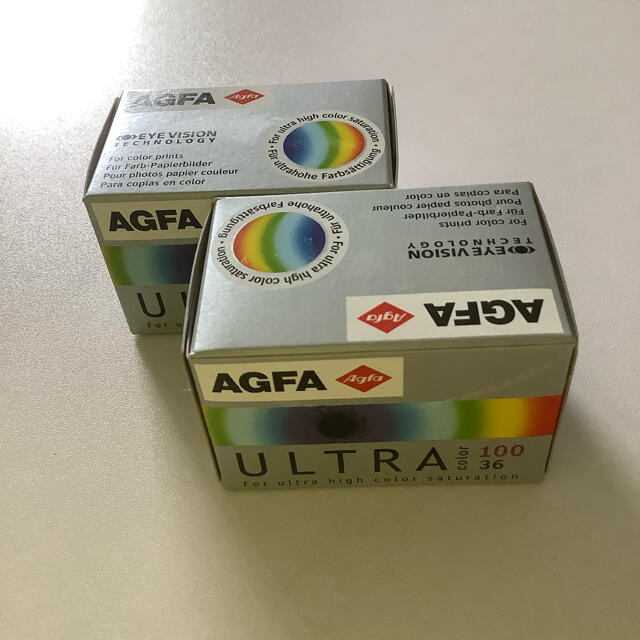 AGFA Agfa
EYE VISION
TECHNOLOGY
For color prints
Für Farb-Papierbilder
Pour photos papier couleur
Para copias en color
For ultra high color saturation • Für ultrahohe Farbsättigung •
AGFA
U
For u
For ultra high color saturation • Für ultrahohe Farbsättigung •
AGFA Agfa
EYE VISION
TECHNOLOGY
For color prints
Für Farb-Papierbilder
Pour photos papier couleur
Para copias en color
AGFA Agfa
ULTRA color 100
36
For ultra high color saturation